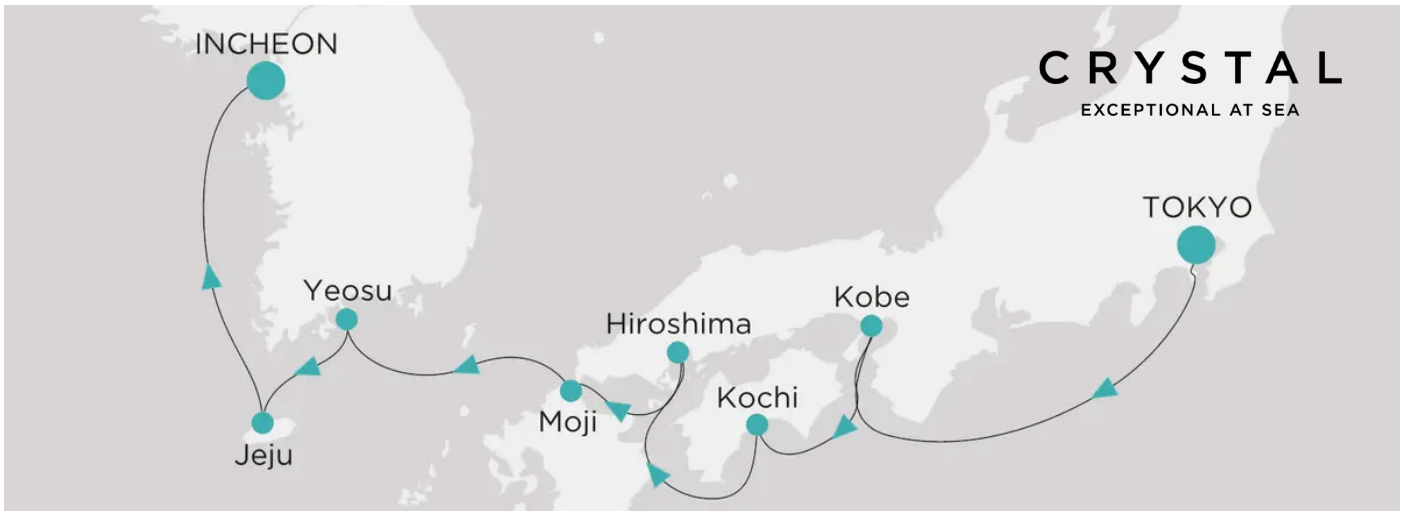 INCHEON
CRYSTAL
EXCEPTIONAL AT SEA
TOKYO
Yeosu
Kobe
Hiroshima
Kochi
Moji
Jeju